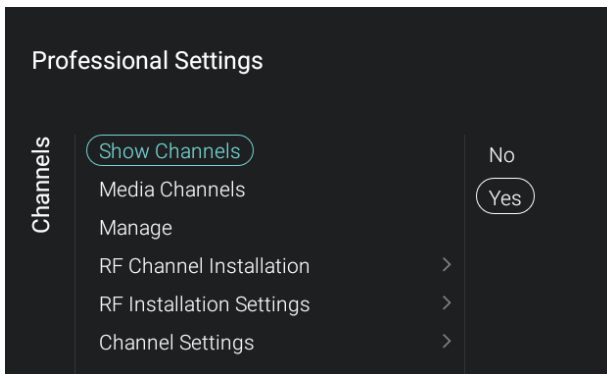 Professional Settings
Channels
Show Channels
No
Media Channels
Yes
Manage
RF Channel Installation
RF Installation Settings
Channel Settings